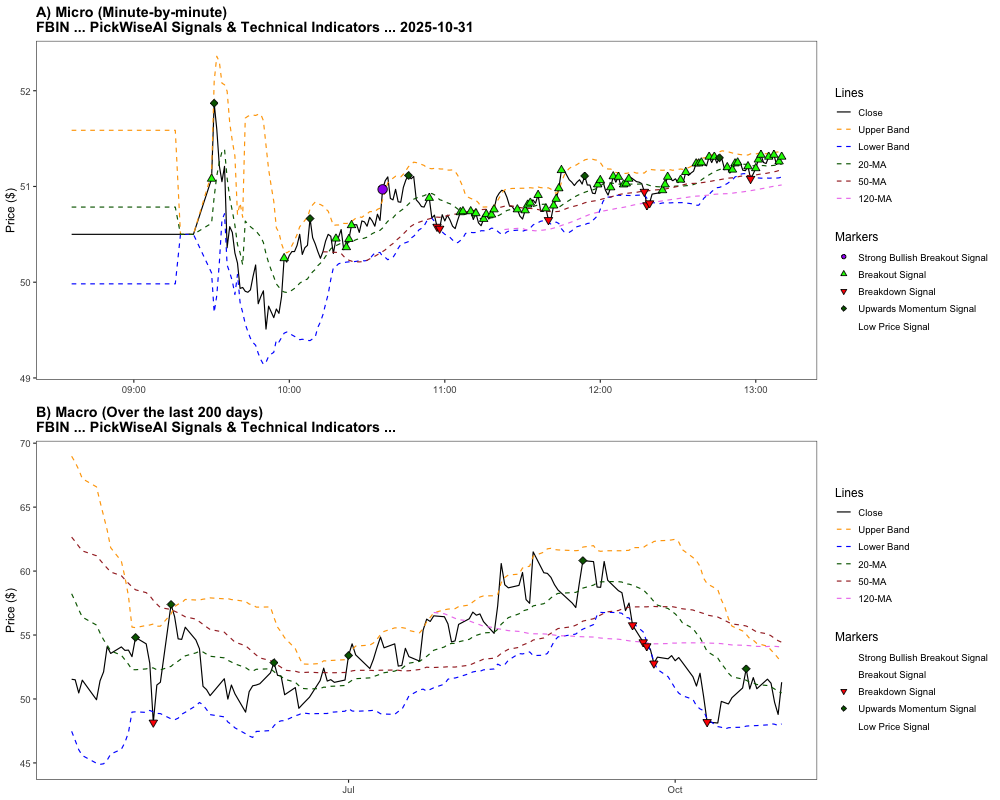 A) Micro (Minute-by-minute)
FBIN ... PickWiseAI Signals & Technical Indicators ... 2025-10-31
Price ($)
52
51
50
49
09:00
10:00
11:00
12:00
13:00
Lines
Close
Upper Band
Lower Band
20-MA
50-MA
120-MA
Markers
Strong Bullish Breakout Signal
Breakout Signal
Breakdown Signal
Upwards Momentum Signal
Low Price Signal
B) Macro (Over the last 200 days)
FBIN ... PickWiseAI Signals & Technical Indicators ...
Price ($)
70
65
60
55
50
45
Jul
Oct
Lines
Close
Upper Band
Lower Band
20-MA
50-MA
120-MA
Markers
Strong Bullish Breakout Signal
Breakout Signal
Breakdown Signal
Upwards Momentum Signal
Low Price Signal